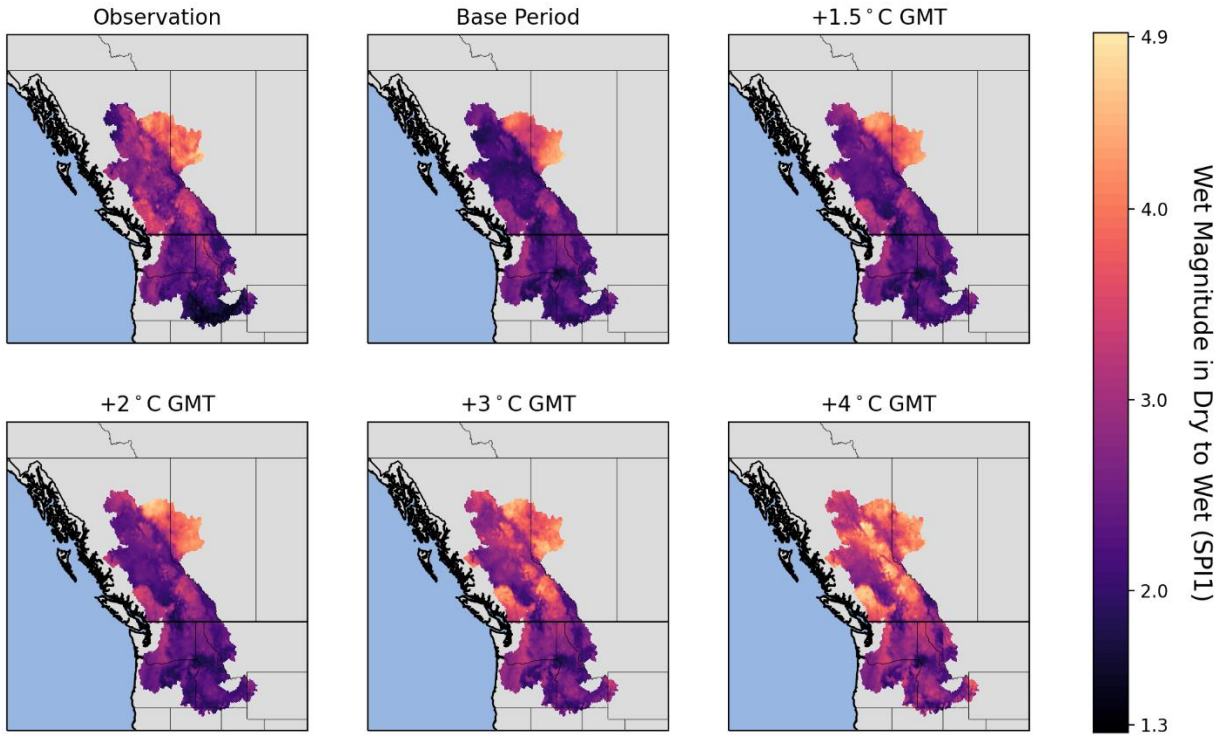 Observation
Base Period
+1.5°C GMT
+2°C GMT
+3°C GMT
+4°C GMT
4.9
4.0
3.0
2.0
1.3
Wet Magnitude in Dry to Wet (SPI1)